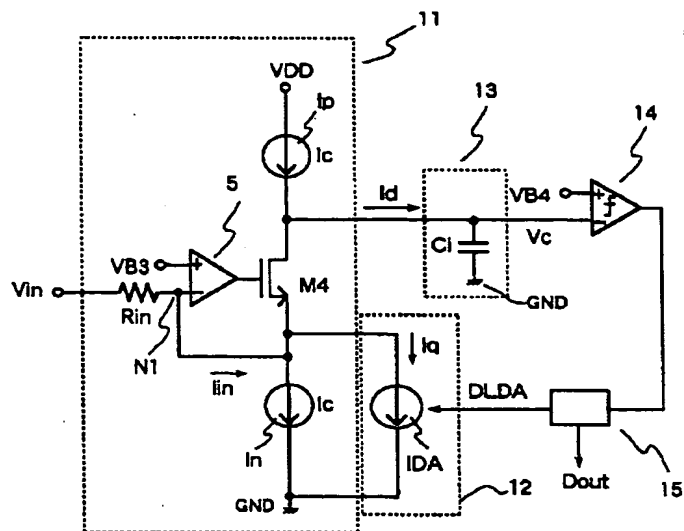 11
VDD
Ip
Ic
13
14
5
Id
VB4
+
-
Ci
Vc
VB3
+
-
M4
GND
Vin
Rin
N1
Iin
Iq
Ic
DLDA
In
IDA
GND
12
Dout
15